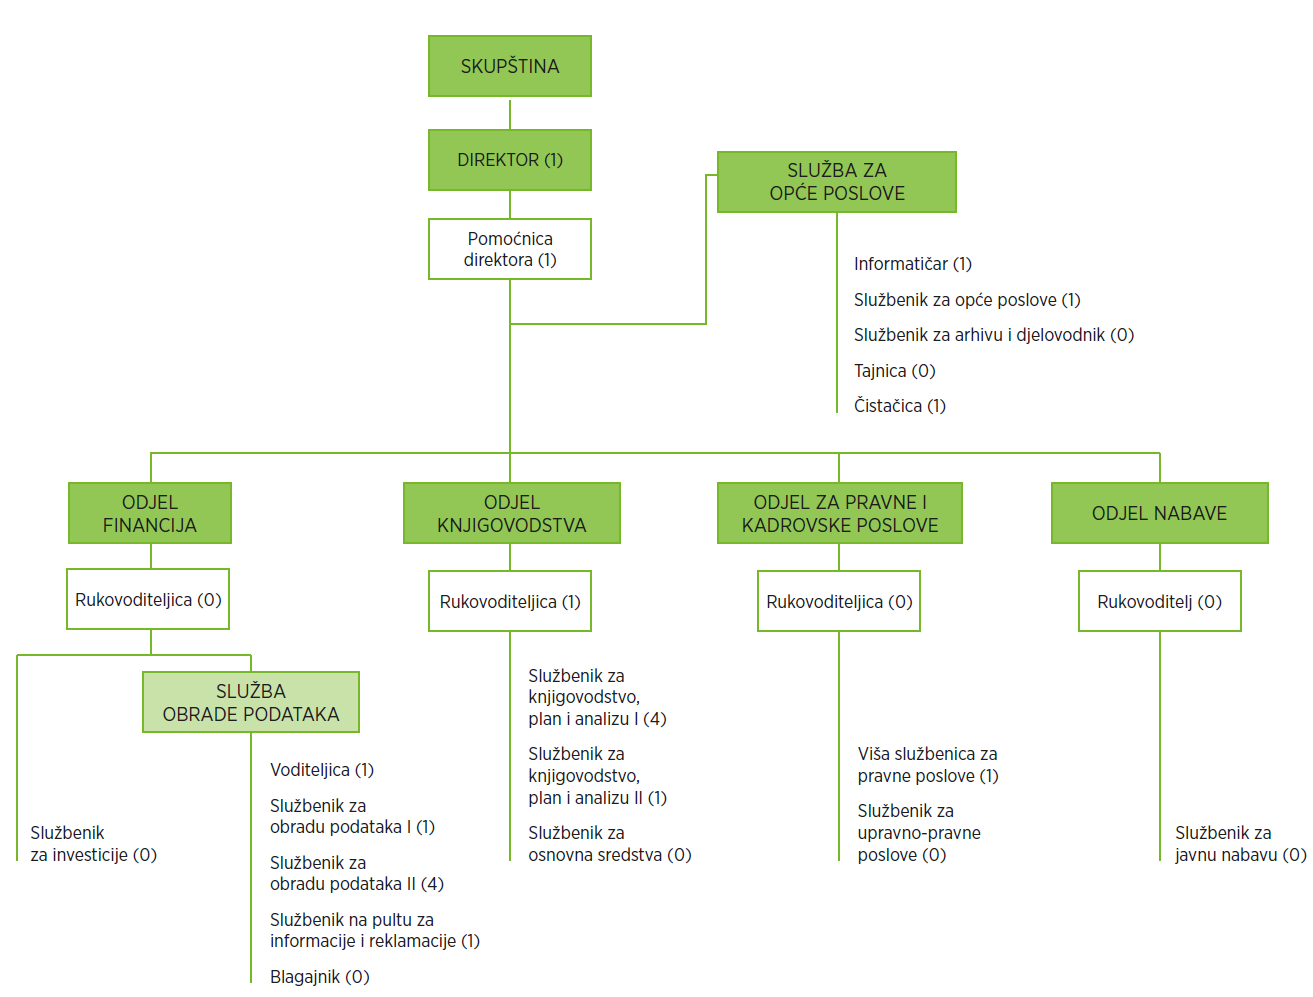 SKUPŠTINA
DIREKTOR (1)
Pomoćnica
direktora (1)
SLUŽBA ZA
OPĆE POSLOVE
Informatičar (1)
Službenik za opće poslove (1)
Službenik za arhivu i djelovodnik (0)
Tajnica (0)
Čistačica (1)
ODJEL
FINANCIJA
Rukovoditeljica (0)
Službenik
za investicije (0)
SLUŽBA
OBRADE PODATAKA
Voditeljica (1)
Službenik za
obradu podataka I (1)
Službenik za
obradu podataka II (4)
Službenik na pultu za
informacije i reklamacije (1)
Blagajnik (0)
ODJEL
KNJIGOVODSTVA
Rukovoditeljica (1)
Službenik za
knjigovodstvo,
plan i analizu I (4)
Službenik za
knjigovodstvo,
plan i analizu II (1)
Službenik za
osnovna sredstva (0)
ODJEL ZA PRAVNE I
KADROVSKE POSLOVE
Rukovoditeljica (0)
Viša službenica za
pravne poslove (1)
Službenik za
upravno-pravne
poslove (0)
ODJEL NABAVE
Rukovoditelj (0)
Službenik za
javnu nabavu (0)